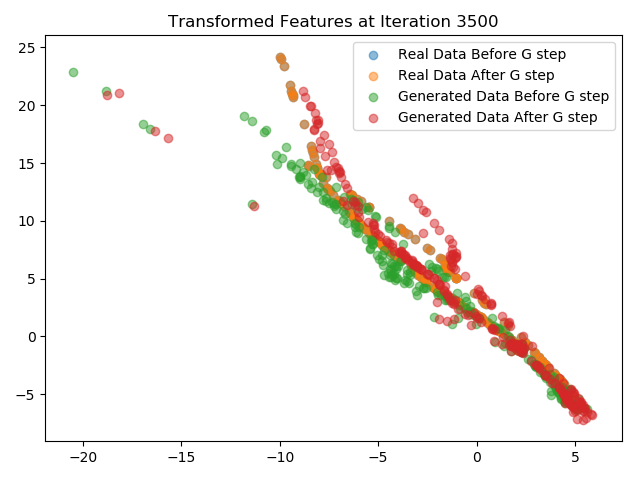 Transformed Features at Iteration 3500
Real Data Before G step
Real Data After G step
Generated Data Before G step
Generated Data After G step
25
20
15
10
5
0
−5
−20
−15
−10
−5
0
5